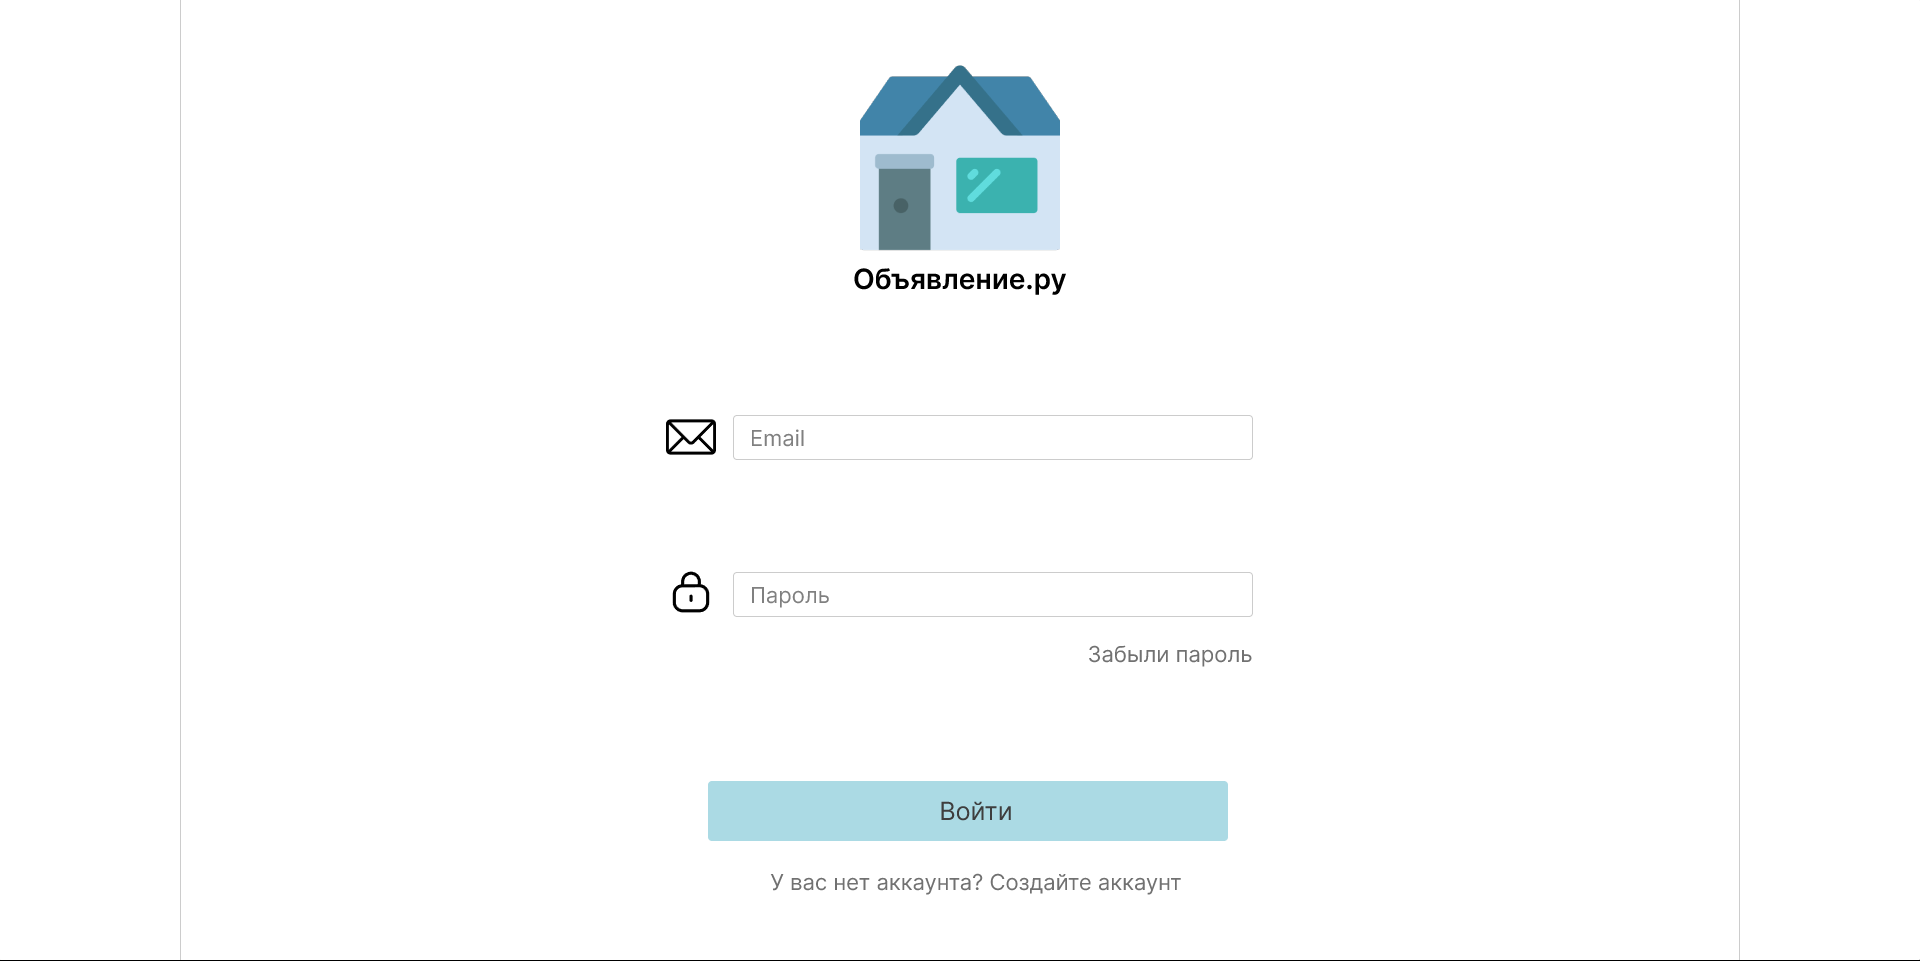 Объявление.ру
Email
Пароль
Забыли пароль
Войти
У вас нет аккаунта? Создайте аккаунт